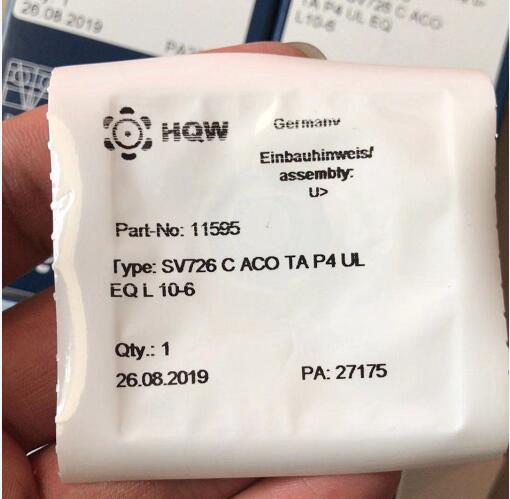 26.08.2019
SV726 C ACO
TA P4 UL EQ
L10-6
HQW
Germany
Einbauhinweis/
assembly:
U>
Part-No: 11595
Type: SV726 C ACO TA P4 UL
EQ L 10-6
Qty.: 1
26.08.2019
PA: 27175